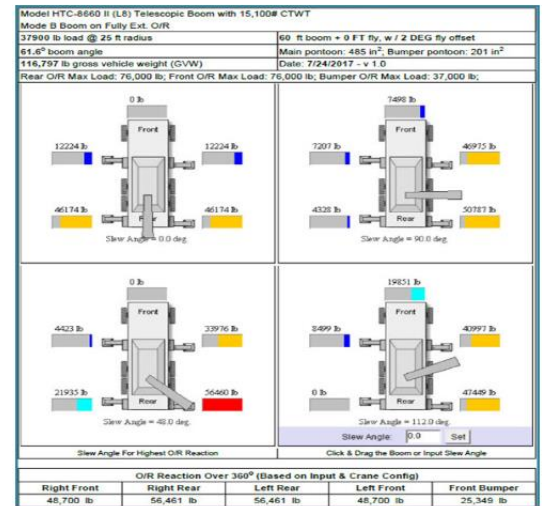 Model HTC-8660 II (L8) Telescopic Boom with 15,100# CTWT
Mode B Boom on Fully Ext. O/R
37900 lb load @ 25 ft radius 60 ft boom + 0 FT fly, w / 2 DEG fly offset
61.6° boom angle Main pontoon: 485 in², Bumper pontoon: 201 in²
116,797 lb gross vehicle weight (GVW) Date: 7/24/2017 - v 1.0
Rear O/R Max Load: 76,000 lb; Front O/R Max Load: 76,000 lb; Bumper O/R Max Load: 37,000 lb;
0 lb
Front
12224 lb 12224 lb
46174 lb 46174 lb
Rear
Slew Angle = 0.0 deg.
7498 lb
Front
7207 lb 46975 lb
4328 lb 50787 lb
Rear
Slew Angle = 90.0 deg.
0 lb
Front
4423 lb 33976 lb
21935 lb 56460 lb
Rear
Slew Angle = 48.0 deg.
19851 lb
Front
8499 lb 40997 lb
0 lb 47449 lb
Rear
Slew Angle = 112.0 deg.
Slew Angle: 0.0 Set
Slew Angle For Highest O/R Reaction Click & Drag the Boom or Input Slew Angle
O/R Reaction Over 360⁰ (Based on Input & Crane Config)
Right Front Right Rear Left Rear Left Front Front Bumper
48,700 lb 56,461 lb 56,461 lb 48,700 lb 25,349 lb